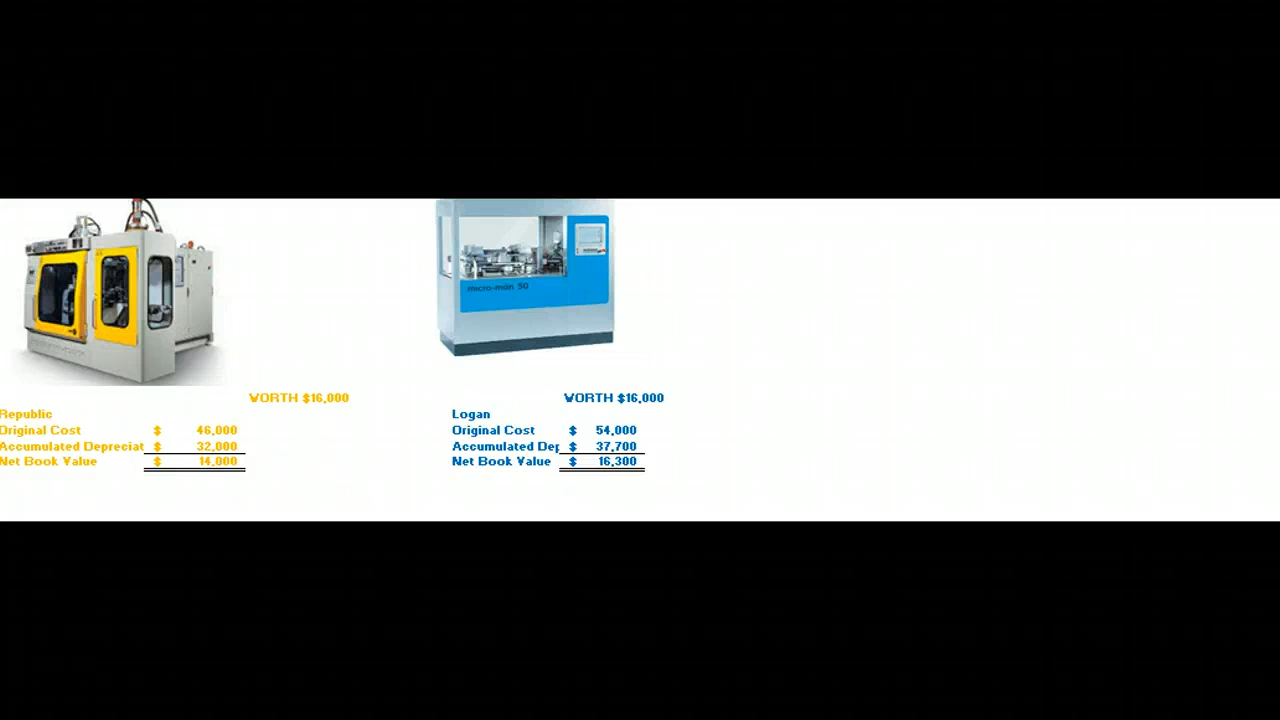 micro-mon 50
WORTH $16,000
Republic
Original Cost $ 46,000
Accumulated Depreciat $ 32,000
Net Book Value $ 14,000
WORTH $16,000
Logan
Original Cost $ 54,000
Accumulated Dep $ 37,700
Net Book Value $ 16,300